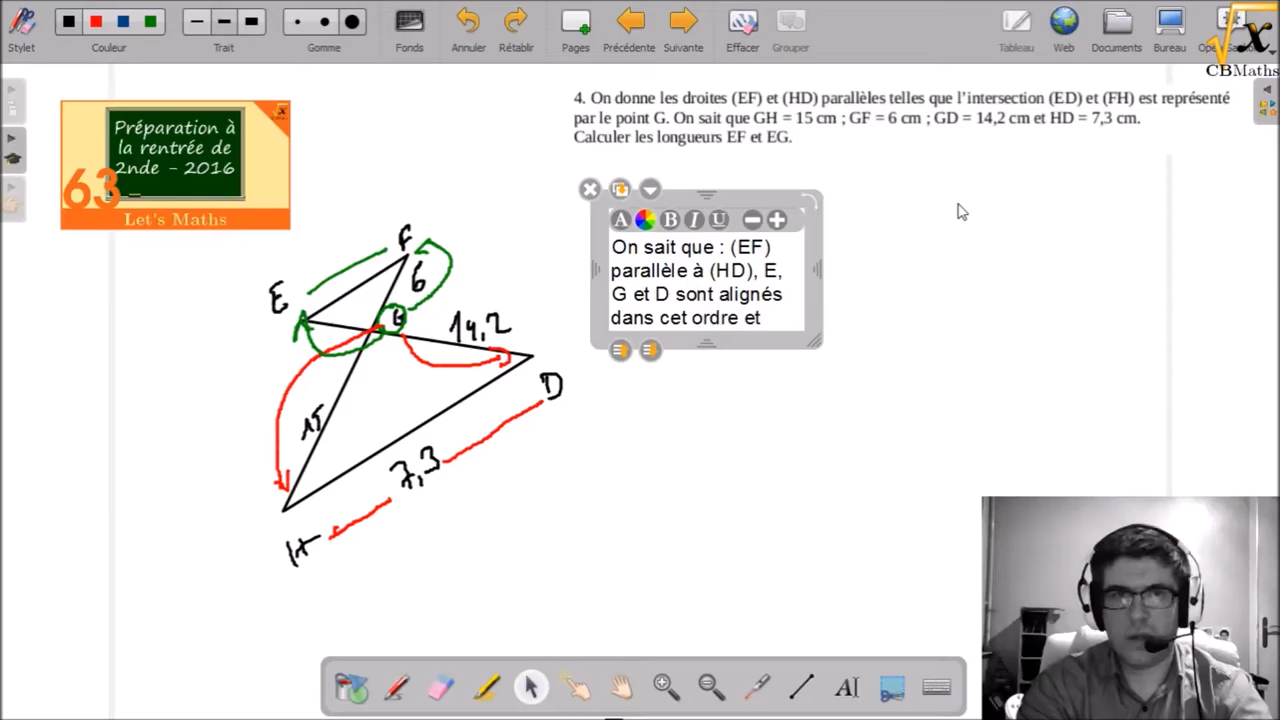 Stylet
Couleur
Trait
Gomme
Fonds
Annuler
Rétablir
Pages
Précédente
Suivante
Effacer
Grouper
Tableau
Web
Documents
Bureau
CBMaths
Préparation à
la rentrée de
2nde - 2016
63
Let's Maths
4. On donne les droites (EF) et (HD) parallèles telles que l'intersection (ED) et (FH) est représenté
par le point G. On sait que GH = 15 cm ; GF = 6 cm ; GD = 14,2 cm et HD = 7,3 cm.
Calculer les longueurs EF et EG.
A B I U
On sait que : (EF)
parallèle à (HD), E,
G et D sont alignés
dans cet ordre et
F
6
E
G
14,2
D
15
7,3
H
AI